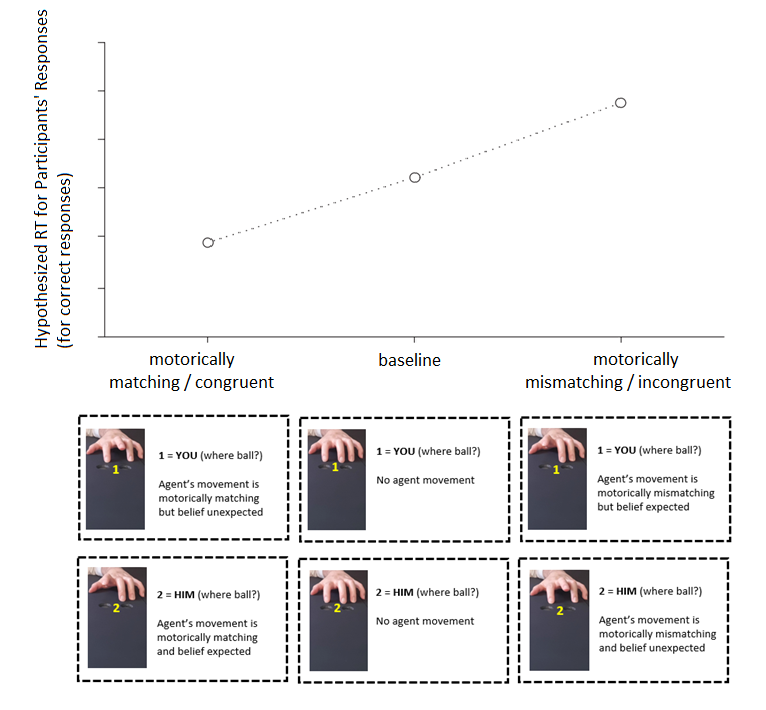 Hypothesized RT for Participants' Responses
(for correct responses)
motorically
matching / congruent
baseline
motorically
mismatching / incongruent
1
1 = YOU (where ball?)
Agent's movement is
motorically matching
but belief unexpected
1
1 = YOU (where ball?)
No agent movement
1
1 = YOU (where ball?)
Agent's movement is
motorically mismatching
but belief expected
2
2 = HIM (where ball?)
Agent's movement is
motorically matching
and belief expected
2
2 = HIM (where ball?)
No agent movement
2
2 = HIM (where ball?)
Agent's movement is
motorically mismatching
and belief unexpected